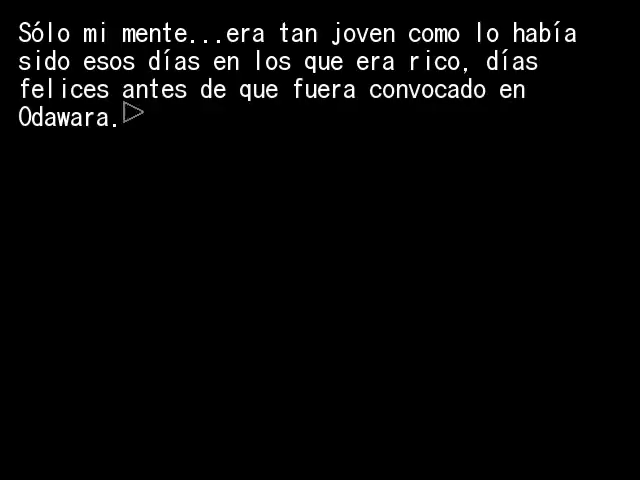 Sólo mi mente...era tan joven como lo había
sido esos días en los que era rico, días
felices antes de que fuera convocado en
Odawara.